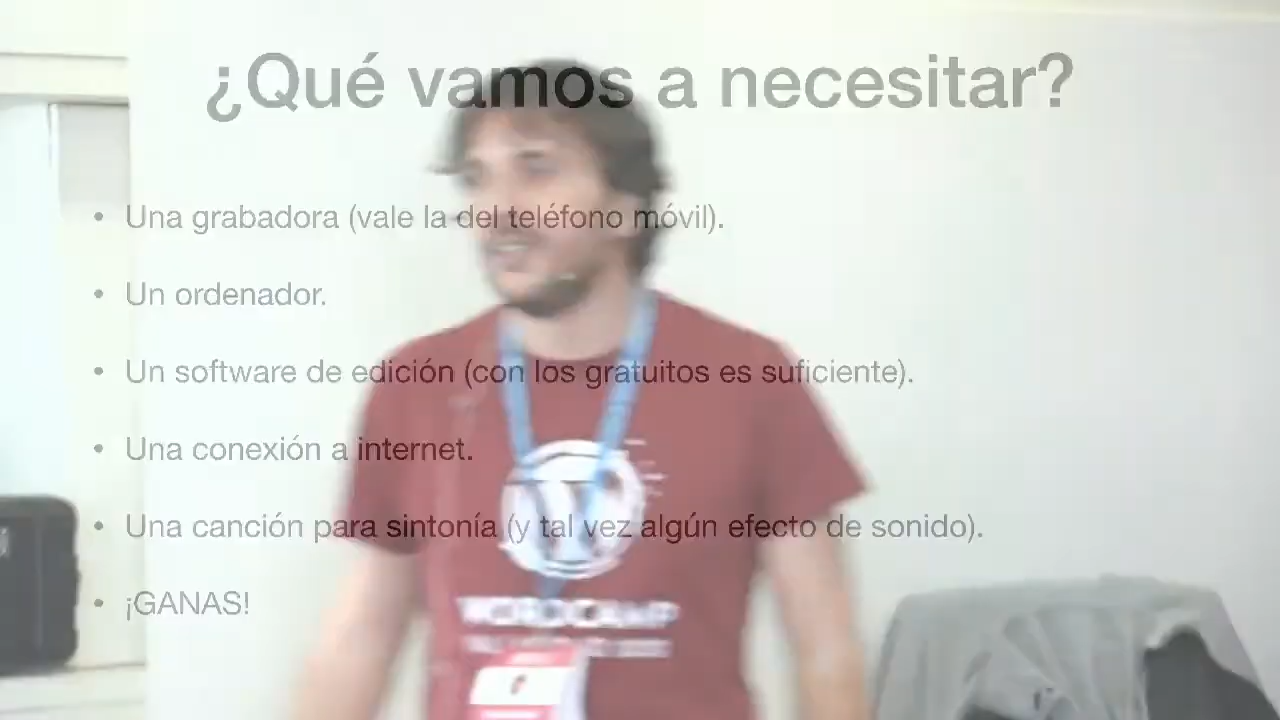 ¿Qué vamos a necesitar?
• Una grabadora (vale la del teléfono móvil).
• Un ordenador.
• Un software de edición (con los gratuitos es suficiente).
• Una conexión a internet.
• Una canción para sintonía (y tal vez algún efecto de sonido).
• ¡GANAS!
WORDCAMP